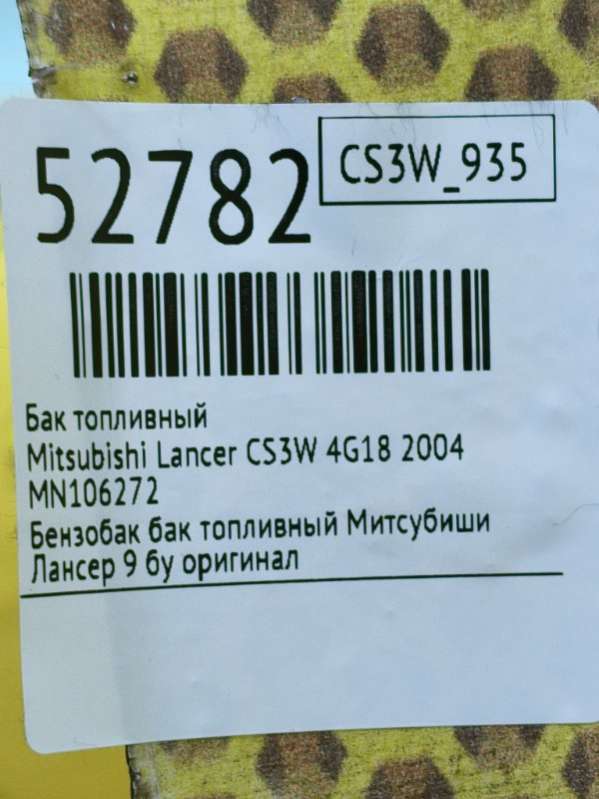 52782
CS3W_935
Бак топливный
Mitsubishi Lancer CS3W 4G18 2004
MN106272
Бензобак бак топливный Митсубиши
Лансер 9 бу оригинал